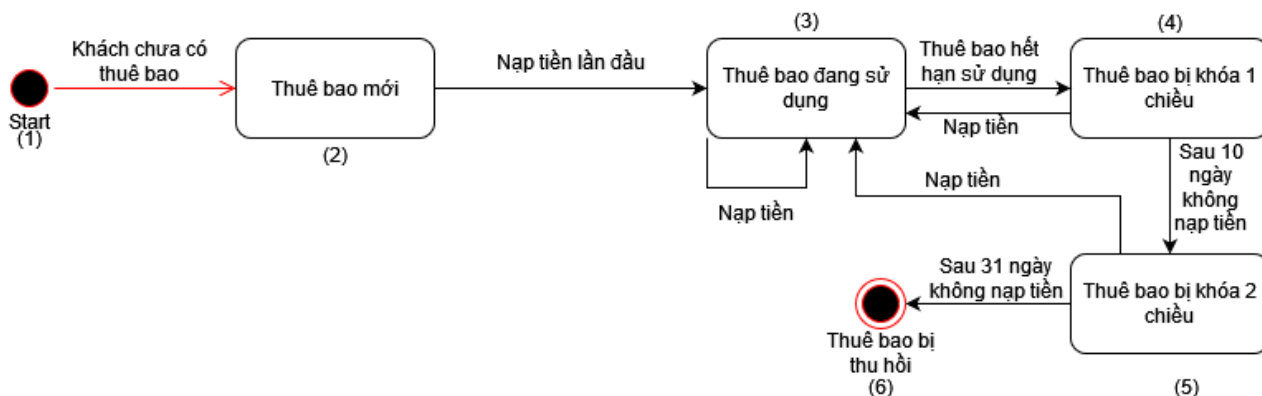 Khách chưa có
thuê bao
Start
(1)
Thuê bao mới
(2)
Nạp tiền lần đầu
(3)
Thuê bao đang sử
dụng
Nạp tiền
Thuê bao hết
hạn sử dụng
Nạp tiền
(4)
Thuê bao bị khóa 1
chiều
Sau 10
ngày
không
nạp tiền
Nạp tiền
Thuê bao bị khóa 2
chiều
(5)
Sau 31 ngày
không nạp tiền
Thuê bao bị
thu hồi
(6)